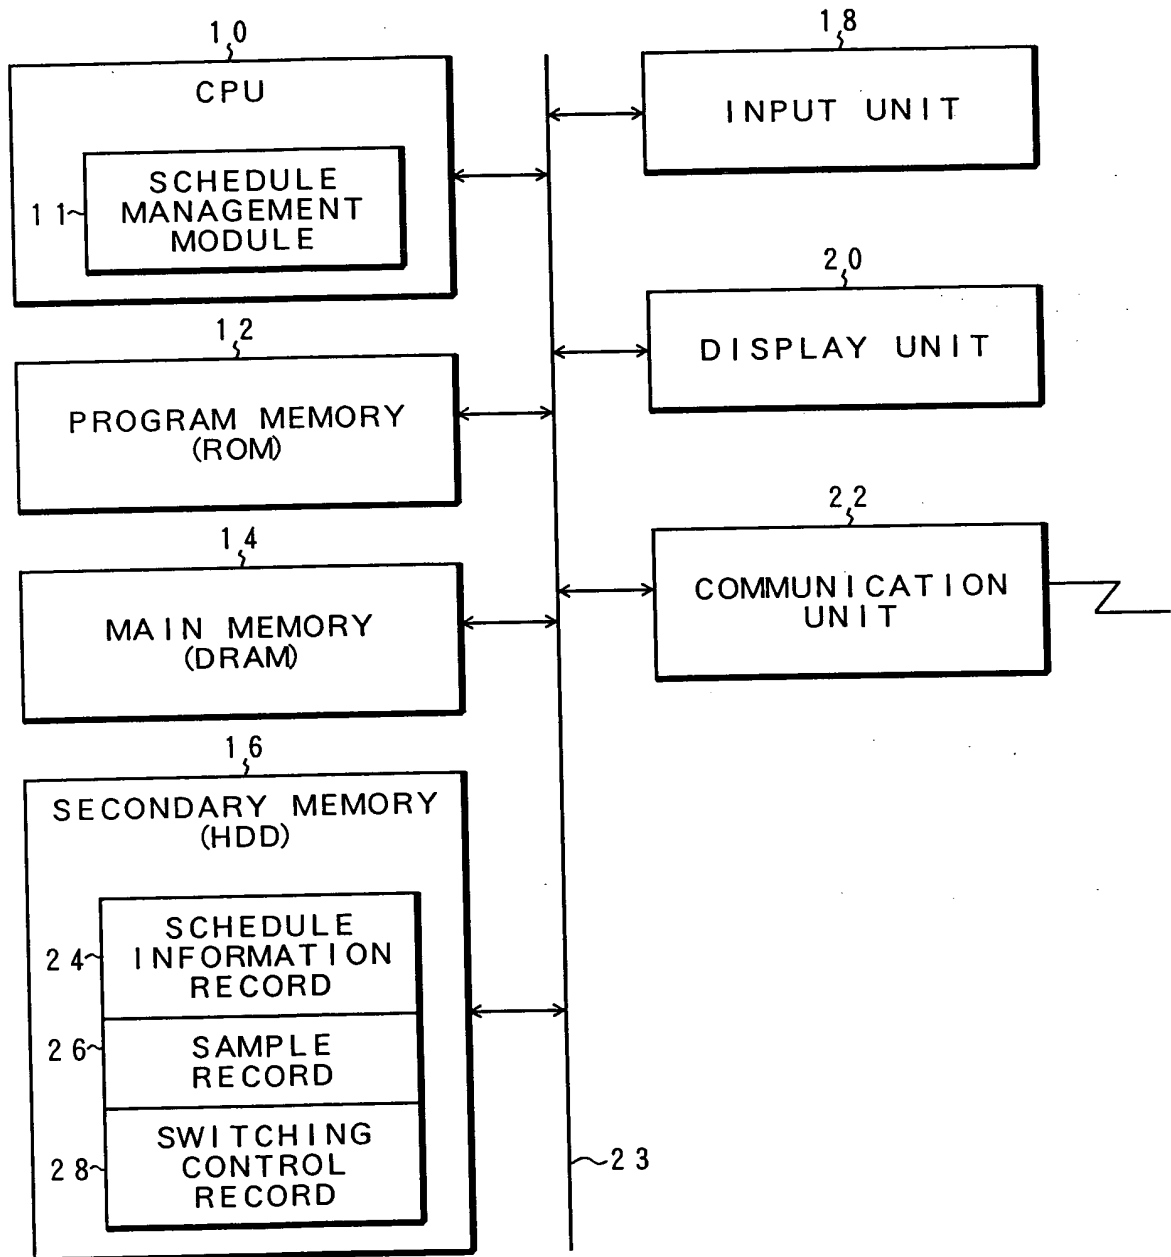 10
CPU
11
SCHEDULE
MANAGEMENT
MODULE
12
PROGRAM MEMORY
(ROM)
14
MAIN MEMORY
(DRAM)
16
SECONDARY MEMORY
(HDD)
24
SCHEDULE
INFORMATION
RECORD
26
SAMPLE
RECORD
28
SWITCHING
CONTROL
RECORD
18
INPUT UNIT
20
DISPLAY UNIT
22
COMMUNICATION
UNIT
23